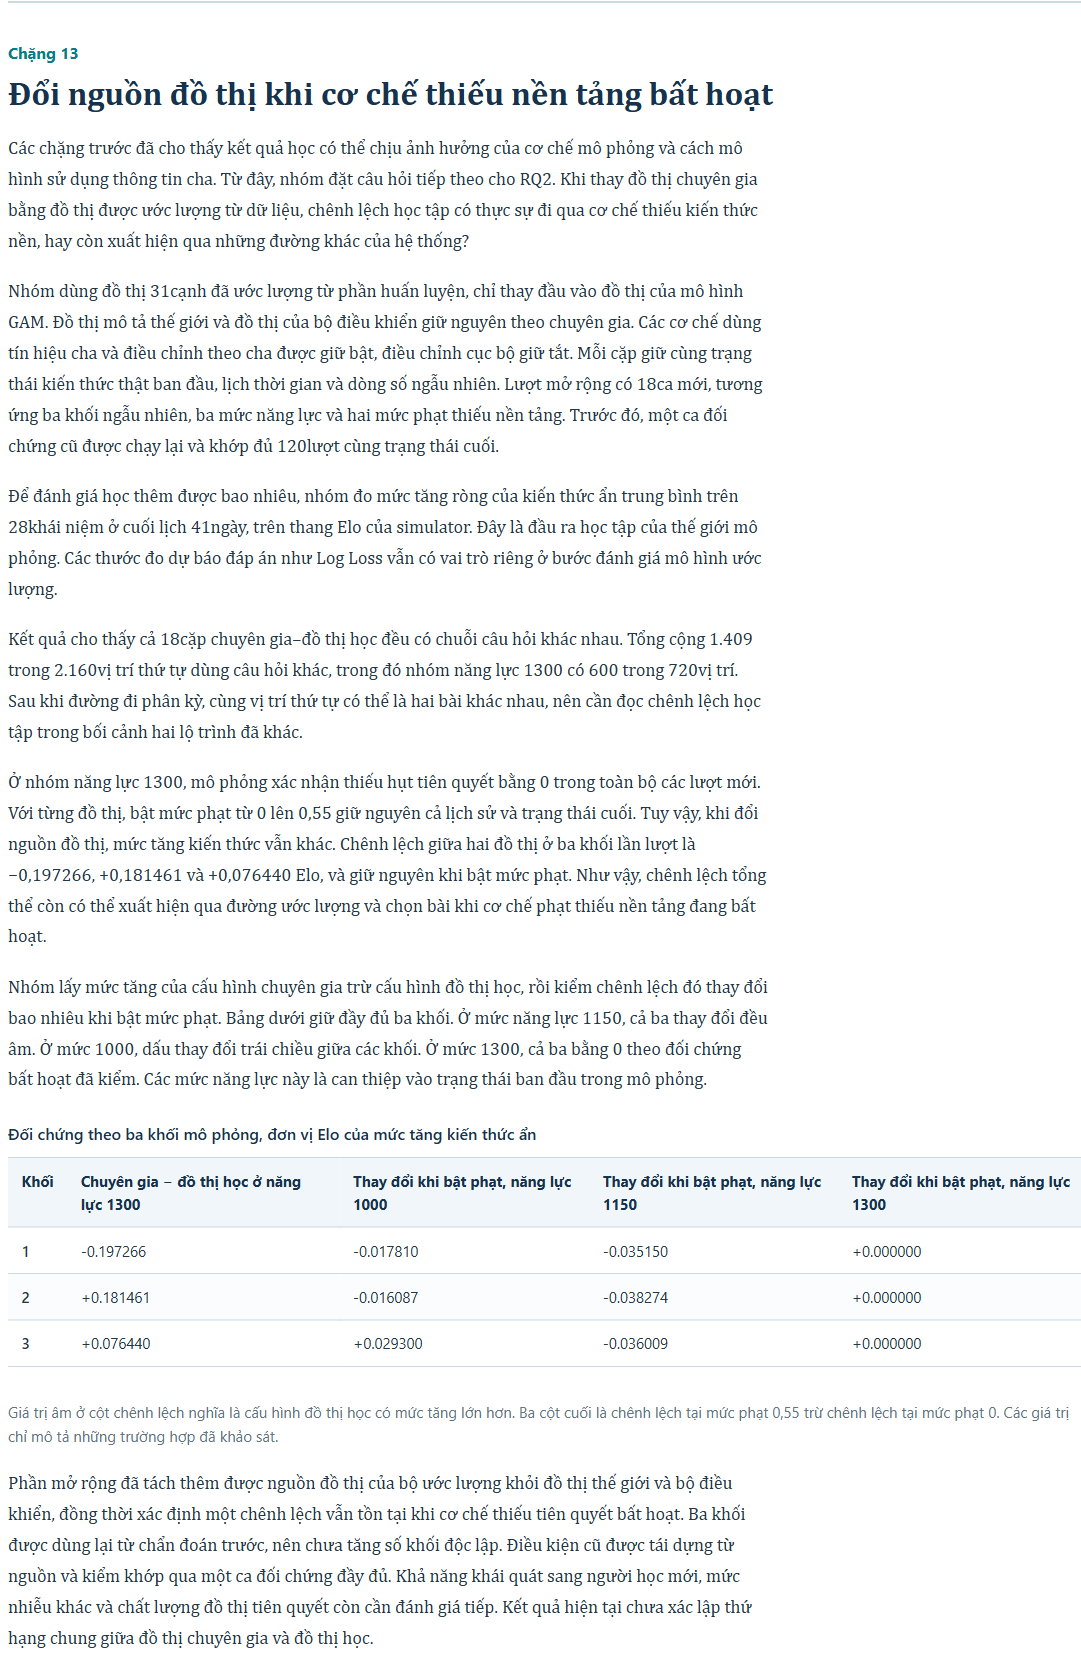 Chặng 13
Đổi nguồn đồ thị khi cơ chế thiếu nền tảng bất hoạt
Các chặng trước đã cho thấy kết quả học có thể chịu ảnh hưởng của cơ chế mô phỏng và cách mô
hình sử dụng thông tin cha. Từ đây, nhóm đặt câu hỏi tiếp theo cho RQ2. Khi thay đồ thị chuyên gia
bằng đồ thị được ước lượng từ dữ liệu, chênh lệch học tập có thực sự đi qua cơ chế thiếu kiến thức
nền, hay còn xuất hiện qua những đường khác của hệ thống?
Nhóm dùng đồ thị 31cạnh đã ước lượng từ phần huấn luyện, chỉ thay đầu vào đồ thị của mô hình
GAM. Đồ thị mô tả thế giới và đồ thị của bộ điều khiển giữ nguyên theo chuyên gia. Các cơ chế dùng
tín hiệu cha và điều chỉnh theo cha được giữ bật, điều chỉnh cục bộ giữ tắt. Mỗi cặp giữ cùng trạng
thái kiến thức thật ban đầu, lịch thời gian và dòng số ngẫu nhiên. Lượt mở rộng có 18ca mới, tương
ứng ba khối ngẫu nhiên, ba mức năng lực và hai mức phạt thiếu nền tảng. Trước đó, một ca đối
chứng cũ được chạy lại và khớp đủ 120lượt cùng trạng thái cuối.
Để đánh giá học thêm được bao nhiêu, nhóm đo mức tăng ròng của kiến thức ẩn trung bình trên
28khái niệm ở cuối lịch 41ngày, trên thang Elo của simulator. Đây là đầu ra học tập của thế giới mô
phỏng. Các thước đo dự báo đáp án như Log Loss vẫn có vai trò riêng ở bước đánh giá mô hình ước
lượng.
Kết quả cho thấy cả 18cặp chuyên gia–đồ thị học đều có chuỗi câu hỏi khác nhau. Tổng cộng 1.409
trong 2.160vị trí thứ tự dùng câu hỏi khác, trong đó nhóm năng lực 1300 có 600 trong 720vị trí.
Sau khi đường đi phân kỳ, cùng vị trí thứ tự có thể là hai bài khác nhau, nên cần đọc chênh lệch học
tập trong bối cảnh hai lộ trình đã khác.
Ở nhóm năng lực 1300, mô phỏng xác nhận thiếu hụt tiên quyết bằng 0 trong toàn bộ các lượt mới.
Với từng đồ thị, bật mức phạt từ 0 lên 0,55 giữ nguyên cả lịch sử và trạng thái cuối. Tuy vậy, khi đổi
nguồn đồ thị, mức tăng kiến thức vẫn khác. Chênh lệch giữa hai đồ thị ở ba khối lần lượt là
−0,197266, +0,181461 và +0,076440 Elo, và giữ nguyên khi bật mức phạt. Như vậy, chênh lệch tổng
thể còn có thể xuất hiện qua đường ước lượng và chọn bài khi cơ chế phạt thiếu nền tảng đang bất
hoạt.
Nhóm lấy mức tăng của cấu hình chuyên gia trừ cấu hình đồ thị học, rồi kiểm chênh lệch đó thay đổi
bao nhiêu khi bật mức phạt. Bảng dưới giữ đầy đủ ba khối. Ở mức năng lực 1150, cả ba thay đổi đều
âm. Ở mức 1000, dấu thay đổi trái chiều giữa các khối. Ở mức 1300, cả ba bằng 0 theo đối chứng
bất hoạt đã kiểm. Các mức năng lực này là can thiệp vào trạng thái ban đầu trong mô phỏng.
Đối chứng theo ba khối mô phỏng, đơn vị Elo của mức tăng kiến thức ẩn
Khối Chuyên gia − đồ thị học ở năng lực 1300 Thay đổi khi bật phạt, năng lực 1000 Thay đổi khi bật phạt, năng lực 1150 Thay đổi khi bật phạt, năng lực 1300
1 -0.197266 -0.017810 -0.035150 +0.000000
2 +0.181461 -0.016087 -0.038274 +0.000000
3 +0.076440 +0.029300 -0.036009 +0.000000
Giá trị âm ở cột chênh lệch nghĩa là cấu hình đồ thị học có mức tăng lớn hơn. Ba cột cuối là chênh lệch tại mức phạt 0,55 trừ chênh lệch tại mức phạt 0. Các giá trị
chỉ mô tả những trường hợp đã khảo sát.
Phần mở rộng đã tách thêm được nguồn đồ thị của bộ ước lượng khỏi đồ thị thế giới và bộ điều
khiển, đồng thời xác định một chênh lệch vẫn tồn tại khi cơ chế thiếu tiên quyết bất hoạt. Ba khối
được dùng lại từ chẩn đoán trước, nên chưa tăng số khối độc lập. Điều kiện cũ được tái dựng từ
nguồn và kiểm khớp qua một ca đối chứng đầy đủ. Khả năng khái quát sang người học mới, mức
nhiễu khác và chất lượng đồ thị tiên quyết còn cần đánh giá tiếp. Kết quả hiện tại chưa xác lập thứ
hạng chung giữa đồ thị chuyên gia và đồ thị học.